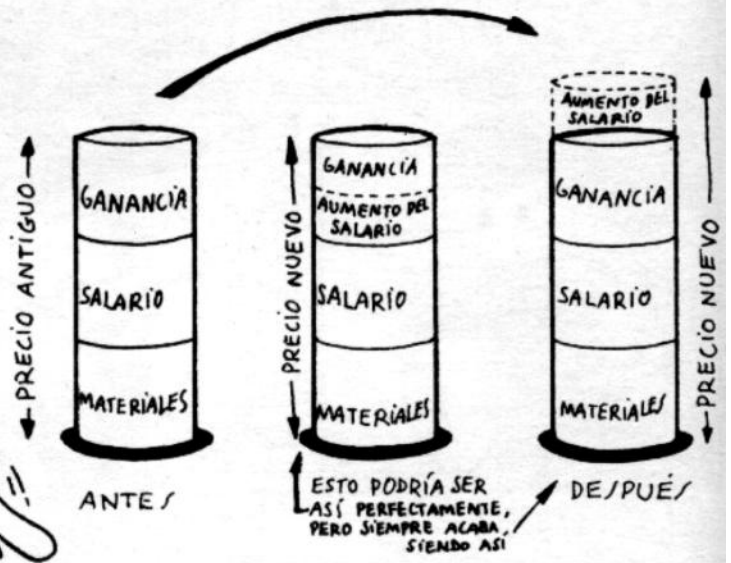 PRECIO ANTIGUO
GANANCIA
SALARIO
MATERIALES
ANTES
PRECIO NUEVO
GANANCIA
AUMENTO DEL
SALARIO
SALARIO
MATERIALES
ESTO PODRÍA SER
ASÍ PERFECTAMENTE,
PERO SIEMPRE ACABA
SIENDO ASÍ
AUMENTO DEL
SALARIO
GANANCIA
SALARIO
MATERIALES
DESPUÉS
PRECIO NUEVO